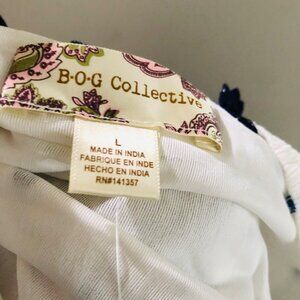 B·O·G Collective
L
MADE IN INDIA
FABRIQUE EN INDE
HECHO EN INDIA
RN#141357